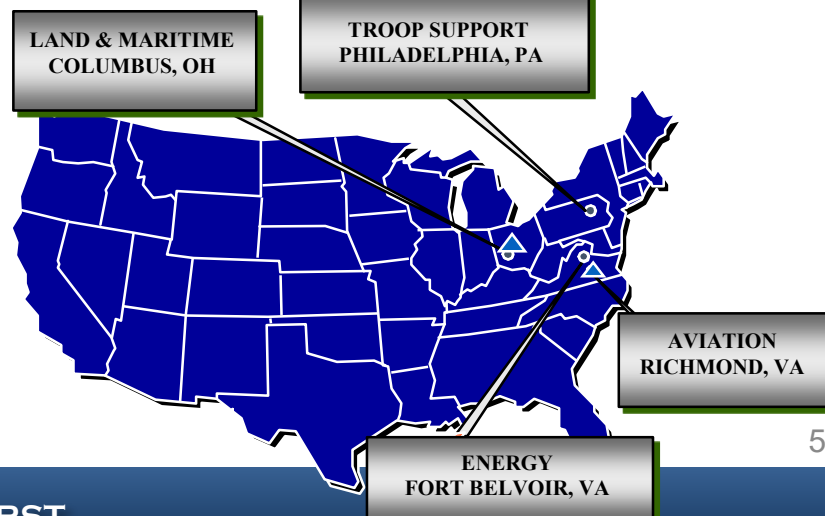 LAND & MARITIME
COLUMBUS, OH
TROOP SUPPORT
PHILADELPHIA, PA
AVIATION
RICHMOND, VA
ENERGY
FORT BELVOIR, VA
5